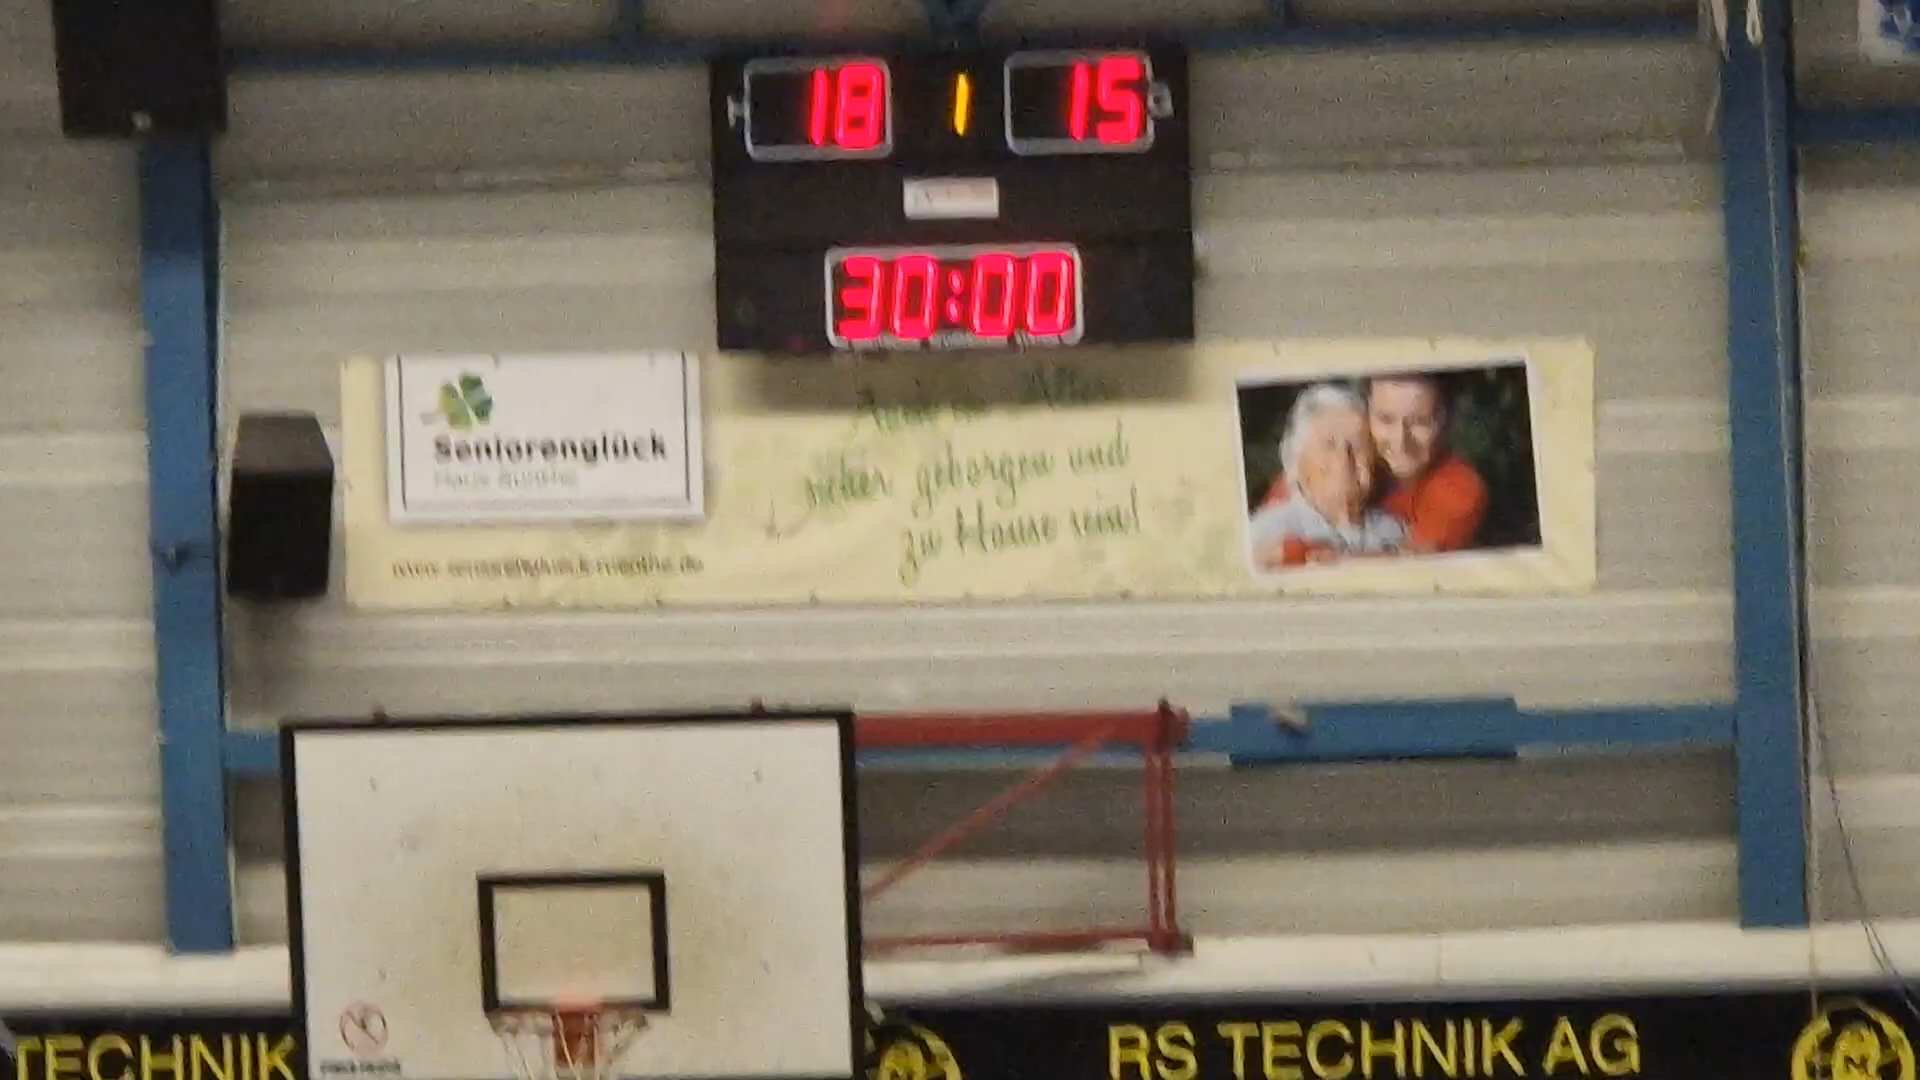 H 18 1 15 G
30:00
Seniorenglück
sicher geborgen und
zu Hause sein!
TECHNIK
RS TECHNIK AG